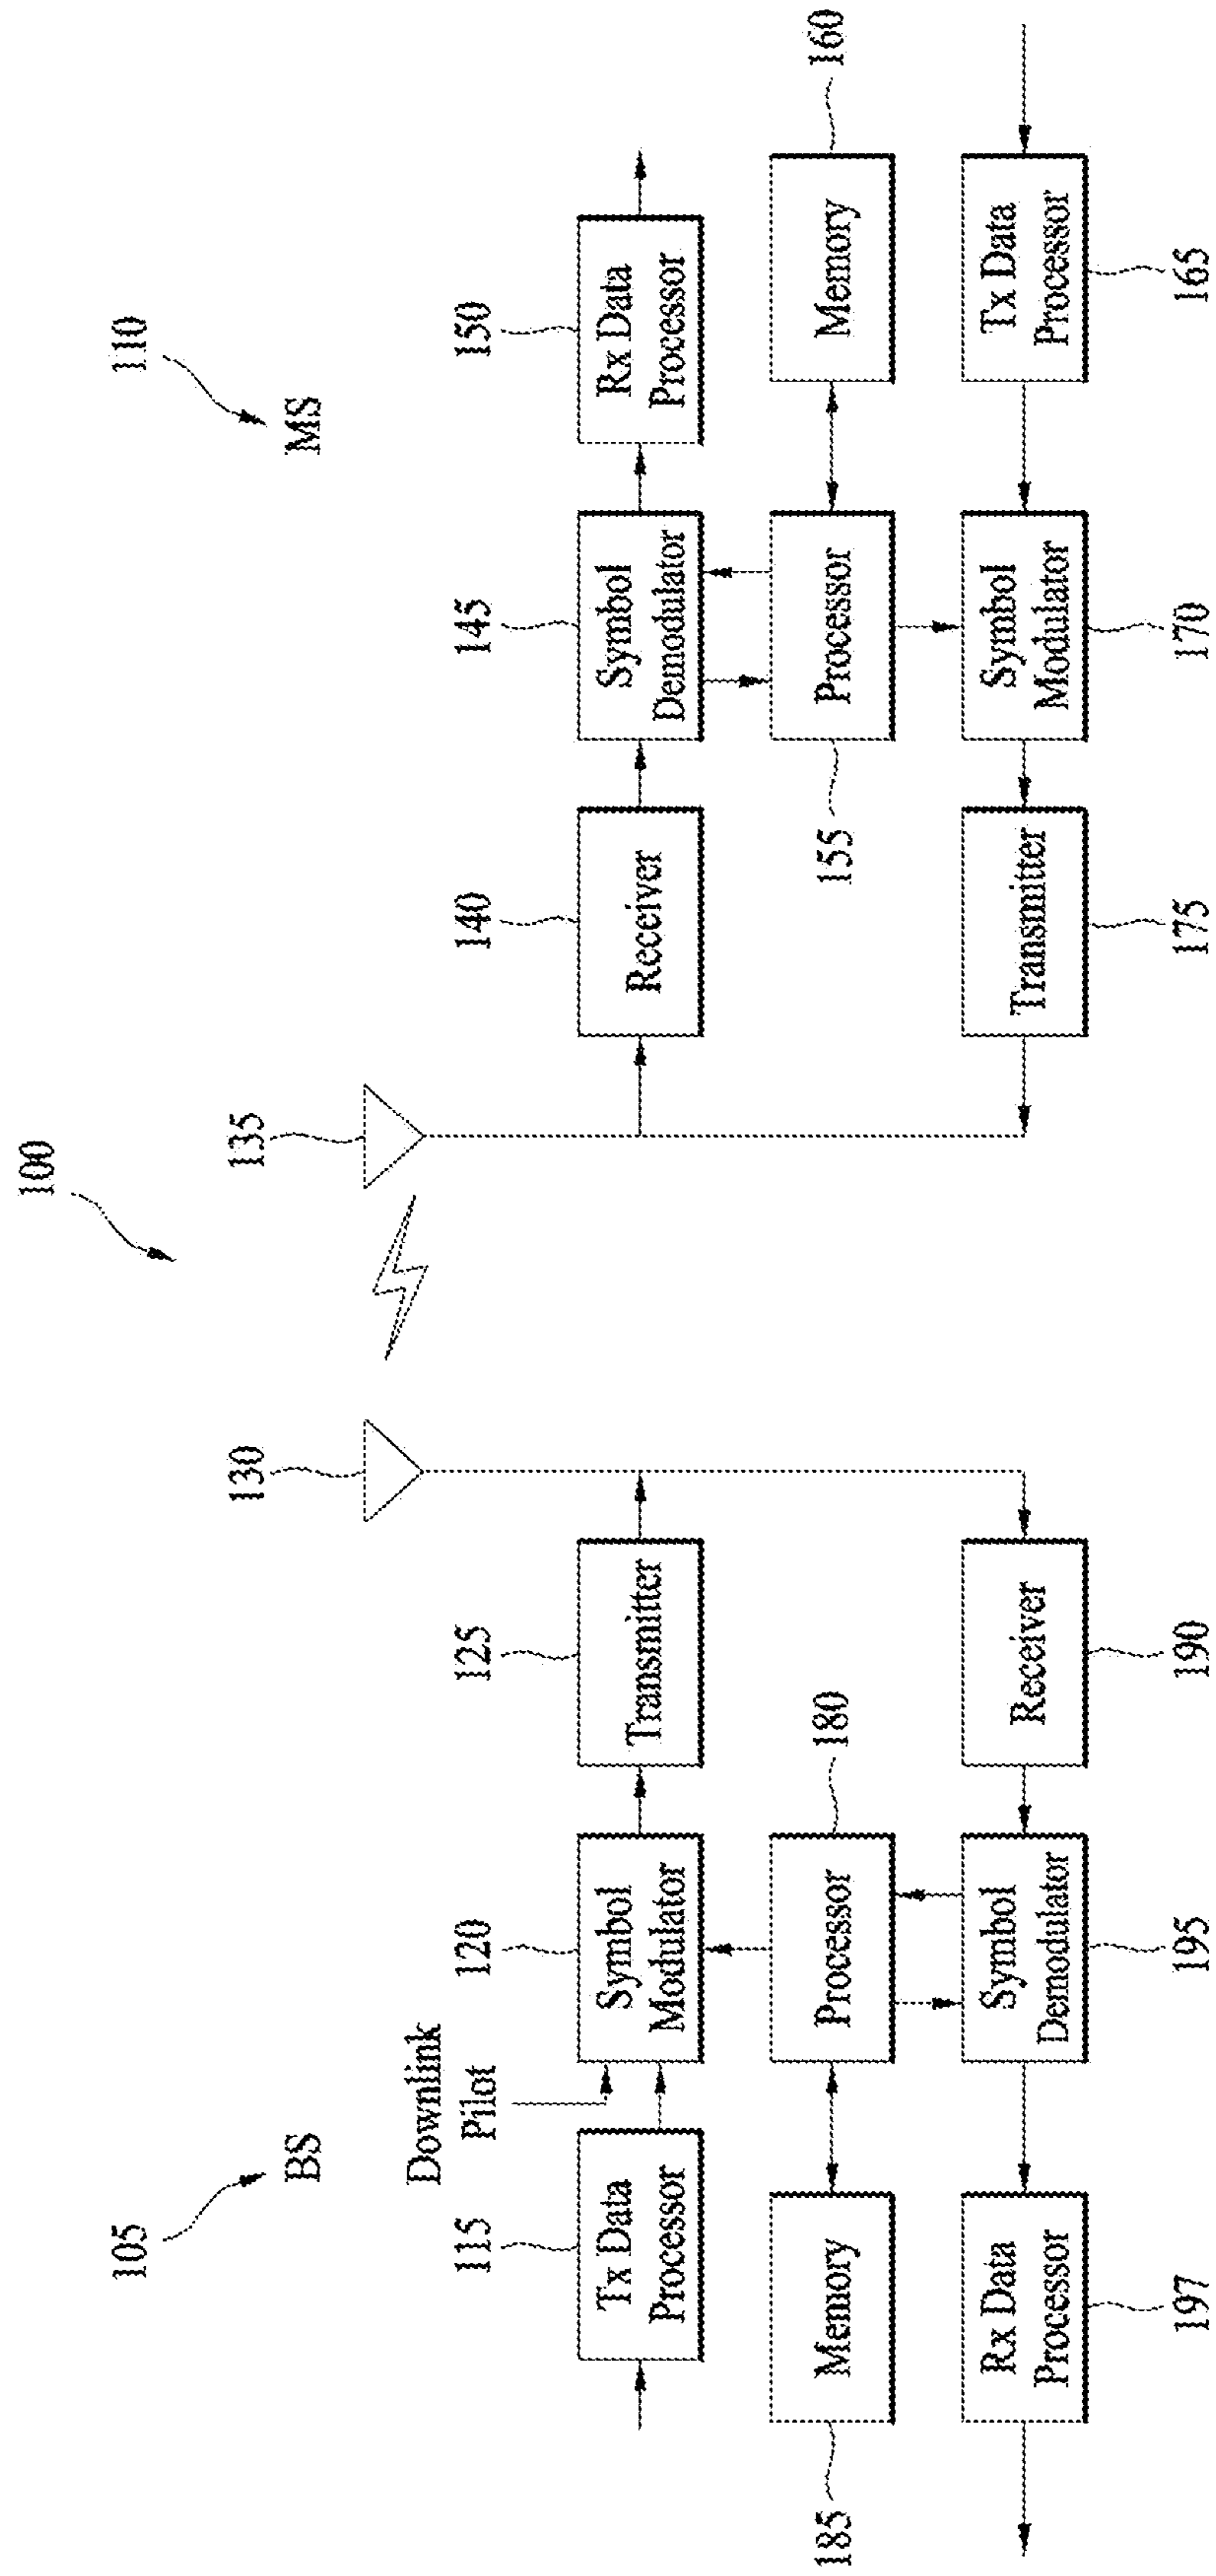 100
105
BS
110
MS
130
135
Downlink
Pilot
115
120
125
140
145
150
Tx Data
Processor
Symbol
Modulator
Transmitter
Receiver
Symbol
Demodulator
Rx Data
Processor
180
160
Memory
Processor
Processor
Memory
185
155
Rx Data
Processor
Symbol
Demodulator
Receiver
Transmitter
Symbol
Modulator
Tx Data
Processor
197
195
190
175
170
165